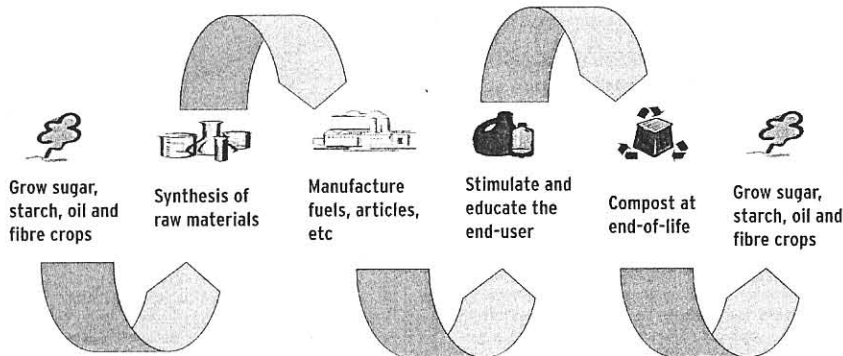 Grow sugar,
starch, oil and
fibre crops
Synthesis of
raw materials
Manufacture
fuels, articles,
etc
Stimulate and
educate the
end-user
Compost at
end-of-life
Grow sugar,
starch, oil and
fibre crops